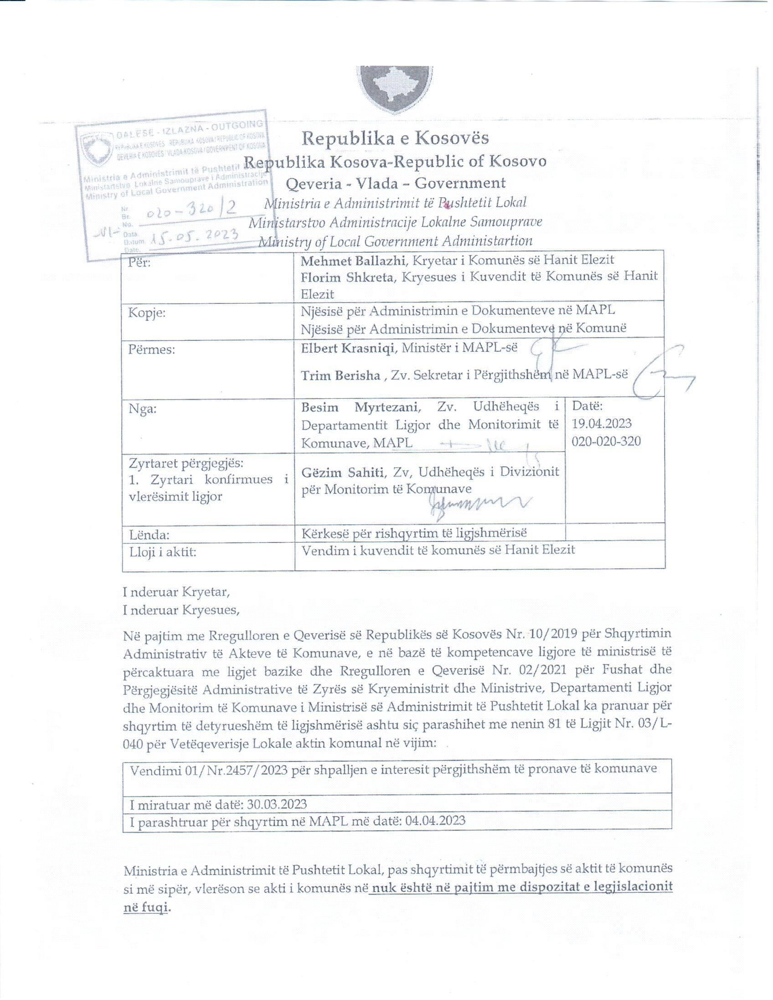 DALESE - IZLAZNA - OUTGOING
REPUBLIKA E KOSOVËS REPUBLIKA KOSOVA / REPUBLIC OF KOSOVA
QEVERIA E KOSOVËS / VLADA KOSOVA / GOVERNMENT OF KOSOVA
Ministria e Administrimit të Pushtetit
Ministarstvo Lokalne Samouprave i Administracije
Ministry of Local Government Administration
Nr.
Br. 020-320/2
No.
-VL-
Data
Datum 15.05.2023
Date
Republika e Kosovës
Republika Kosova-Republic of Kosovo
Qeveria - Vlada – Government
Ministria e Administrimit të Pushtetit Lokal
Ministarstvo Administracije Lokalne Samouprave
Ministry of Local Government Administartion
Për:
Mehmet Ballazhi, Kryetar i Komunës së Hanit Elezit
Florim Shkreta, Kryesues i Kuvendit të Komunës së Hanit
Elezit
Kopje:
Njësisë për Administrimin e Dokumenteve në MAPL
Njësisë për Administrimin e Dokumenteve në Komunë
Përmes:
Elbert Krasniqi, Ministër i MAPL-së
Trim Berisha , Zv. Sekretar i Përgjithshëm në MAPL-së
Nga:
Besim Myrtezani, Zv. Udhëheqës i
Departamentit Ligjor dhe Monitorimit të
Komunave, MAPL
Datë:
19.04.2023
020-020-320
Zyrtaret përgjegjës:
1. Zyrtari konfirmues i
vlerësimit ligjor
Gëzim Sahiti, Zv, Udhëheqës i Divizionit
për Monitorim të Komunave
Lënda:
Kërkesë për rishqyrtim të ligjshmërisë
Lloji i aktit:
Vendim i kuvendit të komunës së Hanit Elezit
I nderuar Kryetar,
I nderuar Kryesues,
Në pajtim me Rregulloren e Qeverisë së Republikës së Kosovës Nr. 10/2019 për Shqyrtimin
Administrativ të Akteve të Komunave, e në bazë të kompetencave ligjore të ministrisë të
përcaktuara me ligjet bazike dhe Rregulloren e Qeverisë Nr. 02/2021 për Fushat dhe
Përgjegjësitë Administrative të Zyrës së Kryeministrit dhe Ministrive, Departamenti Ligjor
dhe Monitorim të Komunave i Ministrisë së Administrimit të Pushtetit Lokal ka pranuar për
shqyrtim të detyrueshëm të ligjshmërisë ashtu siç parashihet me nenin 81 të Ligjit Nr. 03/L-
040 për Vetëqeverisje Lokale aktin komunal në vijim:
Vendimi 01/Nr.2457/2023 për shpalljen e interesit përgjithshëm të pronave të komunave
I miratuar më datë: 30.03.2023
I parashtruar për shqyrtim në MAPL më datë: 04.04.2023
Ministria e Administrimit të Pushtetit Lokal, pas shqyrtimit të përmbajtjes së aktit të komunës
si më sipër, vlerëson se akti i komunës në nuk është në pajtim me dispozitat e legjislacionit
në fuqi.